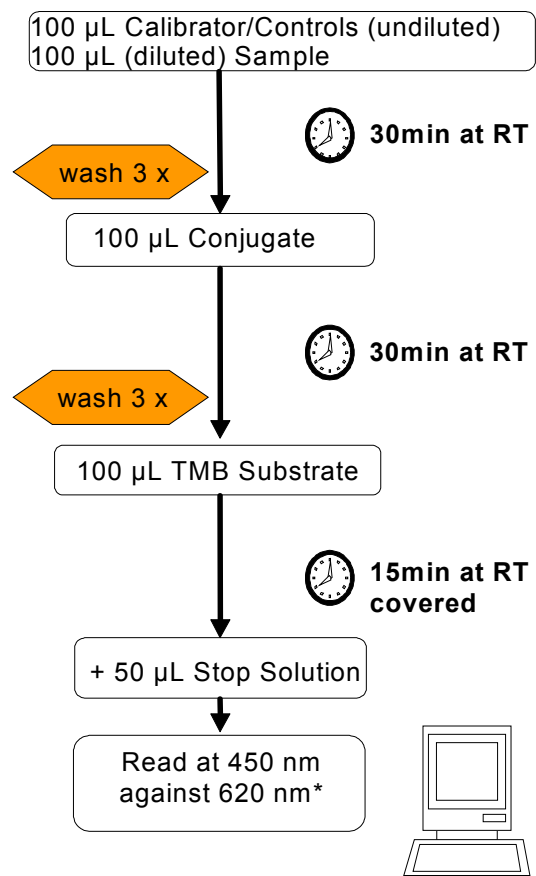 100 µL Calibrator/Controls (undiluted)
100 µL (diluted) Sample
30min at RT
wash 3 x
100 µL Conjugate
30min at RT
wash 3 x
100 µL TMB Substrate
15min at RT
covered
+ 50 µL Stop Solution
Read at 450 nm
against 620 nm*